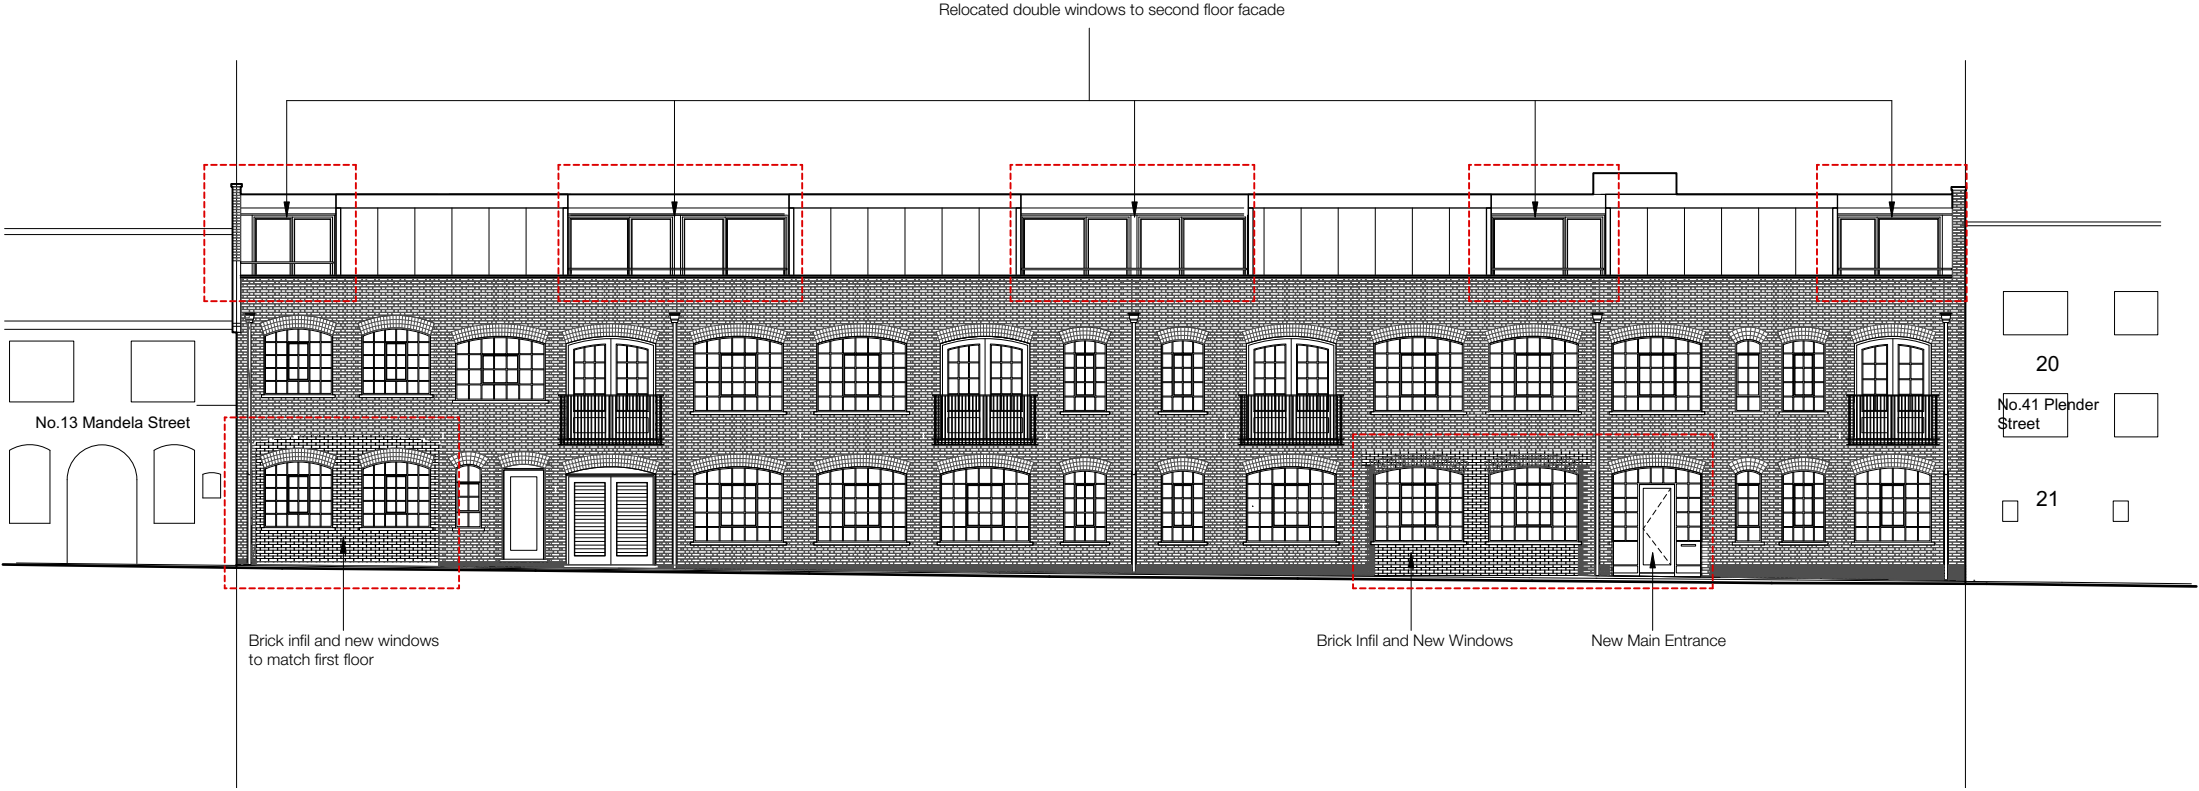 Relocated double windows to second floor facade
No.13 Mandela Street
20
No.41 Plender
Street
21
Brick infil and new windows
to match first floor
Brick Infil and New Windows
New Main Entrance